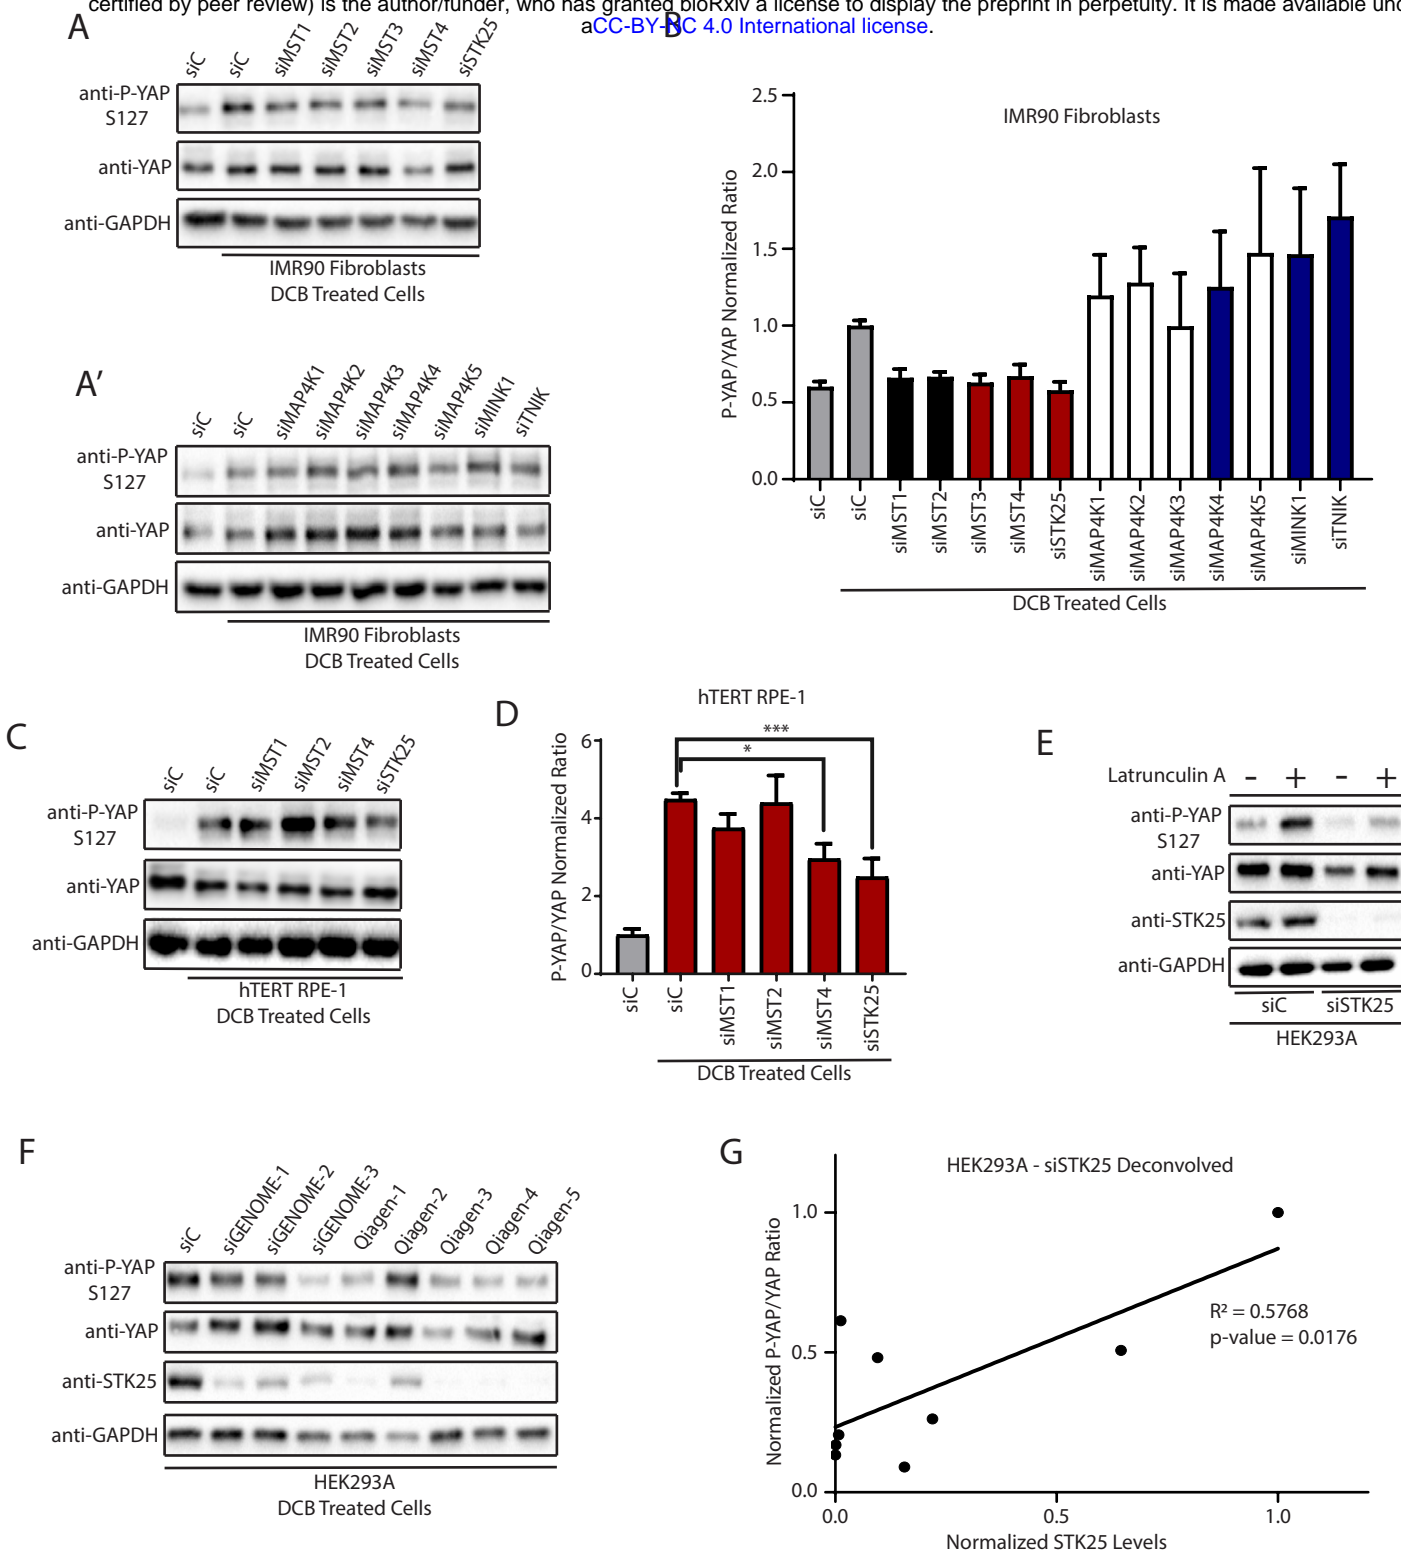 certified by peer review) is the author/funder, who has granted bioRxiv a license to display the preprint in perpetuity. It is made available
aCC-BY-NC 4.0 International license.
A
siC siC siMST1 siMST2 siMST3 siMST4 siSTK25
anti-P-YAP
S127
anti-YAP
anti-GAPDH
IMR90 Fibroblasts
DCB Treated Cells
A'
siC siC siMAP4K1 siMAP4K2 siMAP4K3 siMAP4K4 siMAP4K5 siMINK1 siTNIK
anti-P-YAP
S127
anti-YAP
anti-GAPDH
IMR90 Fibroblasts
DCB Treated Cells
B
IMR90 Fibroblasts
P-YAP/YAP Normalized Ratio
2.5
2.0
1.5
1.0
0.5
0.0
siC siC siMST1 siMST2 siMST3 siMST4 siSTK25 siMAP4K1 siMAP4K2 siMAP4K3 siMAP4K4 siMAP4K5 siMINK1 siTNIK
DCB Treated Cells
C
siC siC siMST1 siMST2 siMST4 siSTK25
anti-P-YAP
S127
anti-YAP
anti-GAPDH
hTERT RPE-1
DCB Treated Cells
D
hTERT RPE-1
P-YAP/YAP Normalized Ratio
6
4
2
0
***
*
siC siC siMST1 siMST2 siMST4 siSTK25
DCB Treated Cells
E
Latrunculin A - + - +
anti-P-YAP
S127
anti-YAP
anti-STK25
anti-GAPDH
siC siSTK25
HEK293A
F
siC siGENOME-1 siGENOME-2 siGENOME-3 Qiagen-1 Qiagen-2 Qiagen-3 Qiagen-4 Qiagen-5
anti-P-YAP
S127
anti-YAP
anti-STK25
anti-GAPDH
HEK293A
DCB Treated Cells
G
HEK293A - siSTK25 Deconvolved
Normalized P-YAP/YAP Ratio
1.0
0.5
0.0
R² = 0.5768
p-value = 0.0176
0.0 0.5 1.0
Normalized STK25 Levels